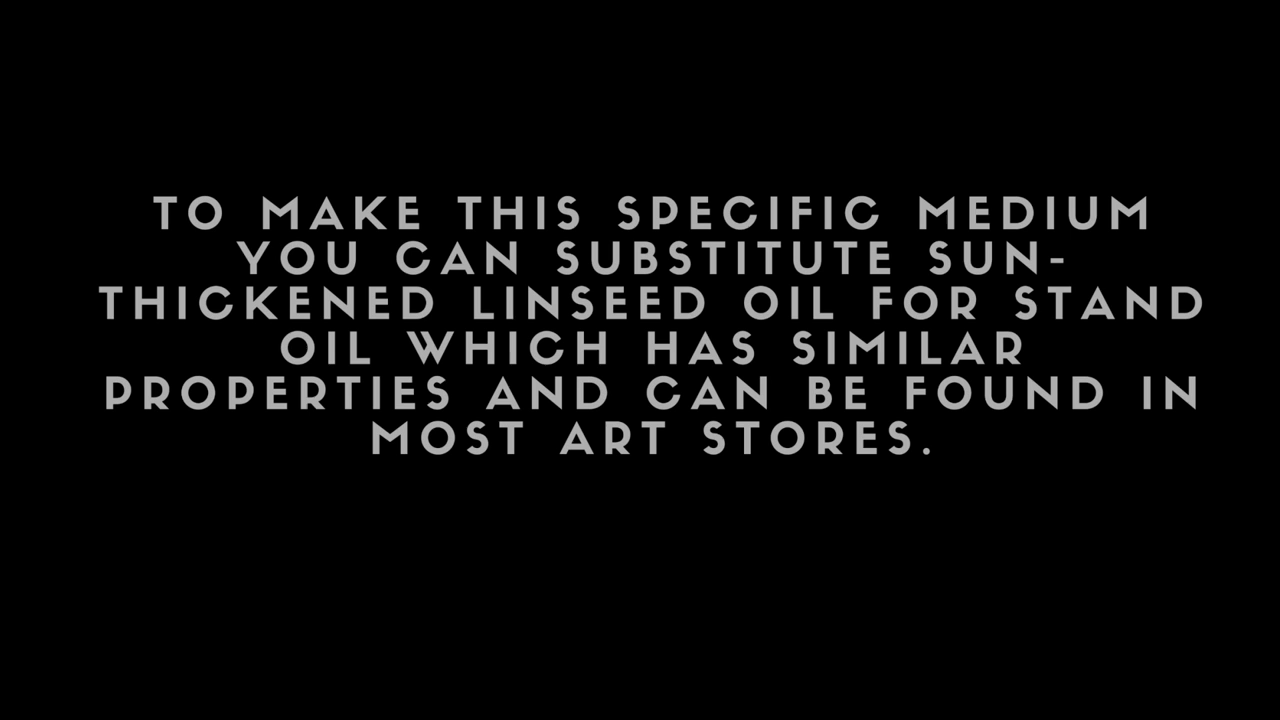 TO MAKE THIS SPECIFIC MEDIUM
YOU CAN SUBSTITUTE SUN-
THICKENED LINSEED OIL FOR STAND
OIL WHICH HAS SIMILAR
PROPERTIES AND CAN BE FOUND IN
MOST ART STORES.